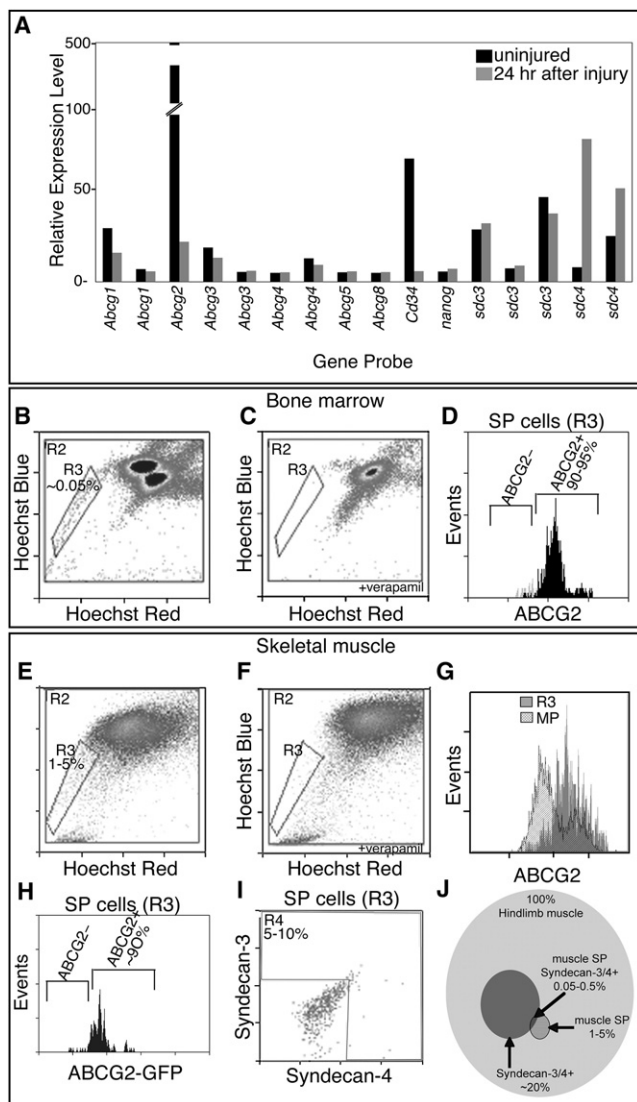 A
500
100
50
0-
Relative Expression Level
uninjured
24 hr after injury
Abcg1
Abcg1
Abcg2
Abcg3
Abcg3
Abcg4
Abcg4
Abcg5
Abcg8
Cd34
nanog
sdc3
sdc3
sdc3
sdc4
sdc4
Gene Probe
Bone marrow
B
R2
R3
~0.05%
Hoechst Blue
Hoechst Red
C
R2
R3
+verapamil
Hoechst Blue
Hoechst Red
D
SP cells (R3)
ABCG2-
ABCG2+
90-95%
Events
ABCG2
Skeletal muscle
E
R2
R3
1-5%
Hoechst Blue
Hoechst Red
F
R2
R3
+verapamil
Hoechst Blue
Hoechst Red
G
R3
MP
Events
ABCG2
H
SP cells (R3)
ABCG2-
ABCG2+
~90%
Events
ABCG2-GFP
I
SP cells (R3)
R4
5-10%
Syndecan-3
Syndecan-4
J
100%
Hindlimb muscle
muscle SP
Syndecan-3/4+
0.05-0.5%
muscle SP
1-5%
Syndecan-3/4+
~20%